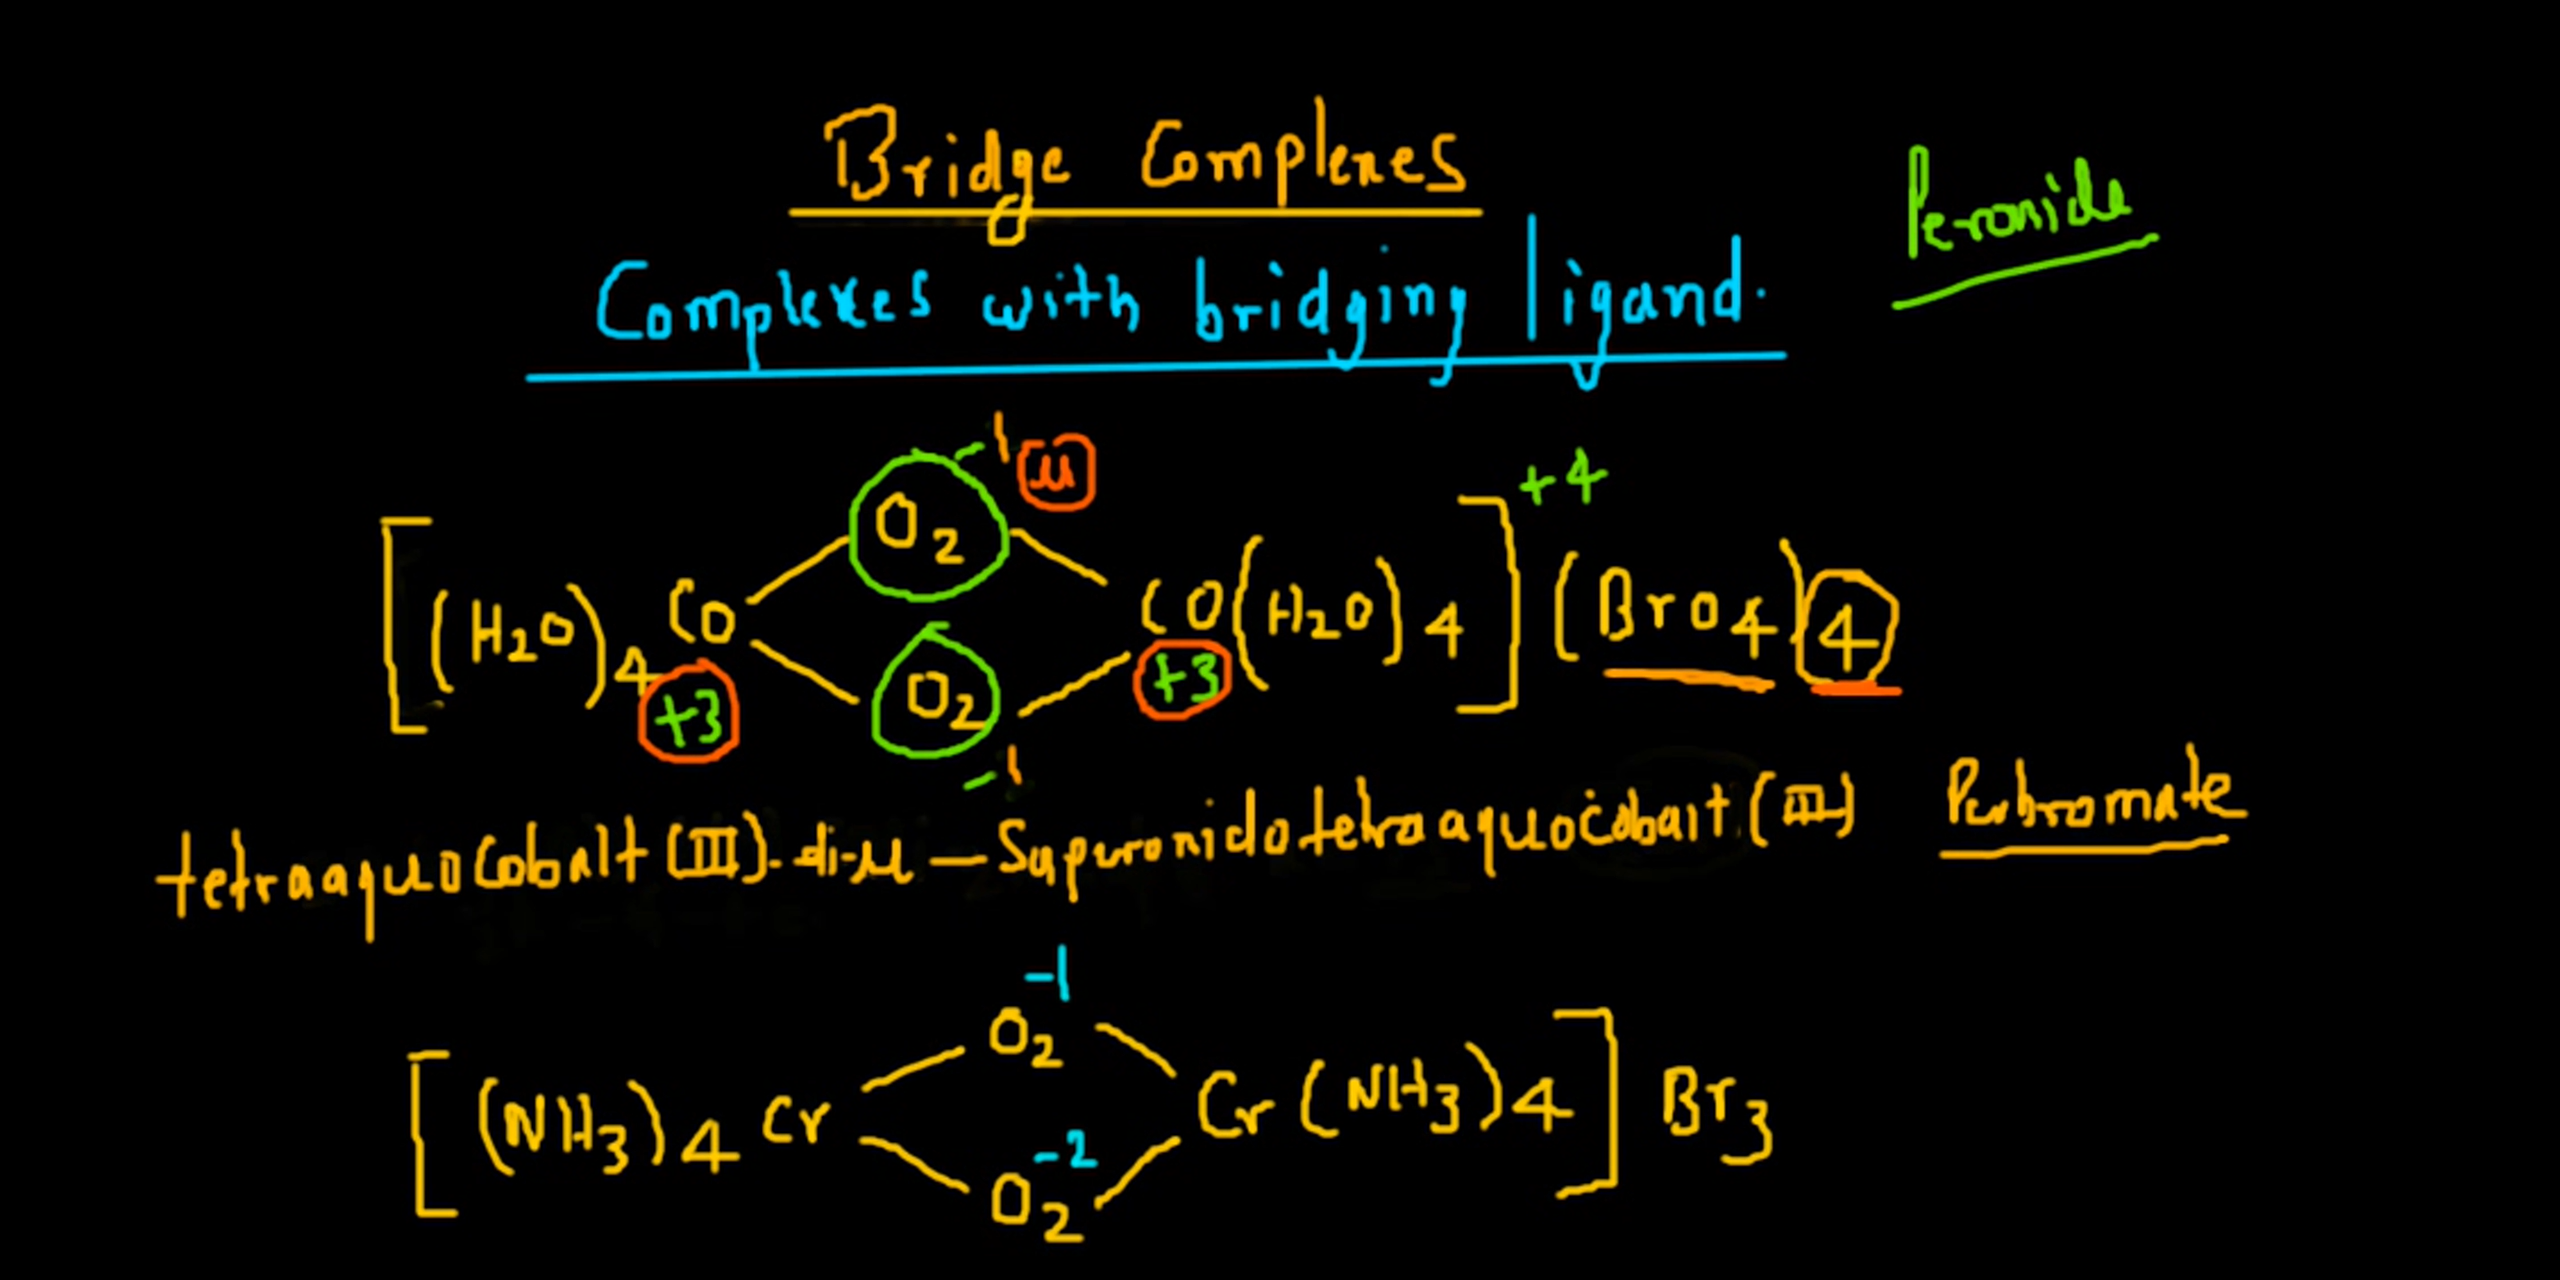 Bridge Complexes
Peroxide
Complexes with bridging ligand.
-1 μ
O2
+4
[(H2O)4 Co CO(H2O)4] (BrO4)4
+3 O2 +3
-1
tetraaquocobalt(III)-di-μ-Superoxidotetraaquocobalt(III) Perbromate
-1
O2
[(NH3)4 Cr Cr(NH3)4] Br3
-2
O2